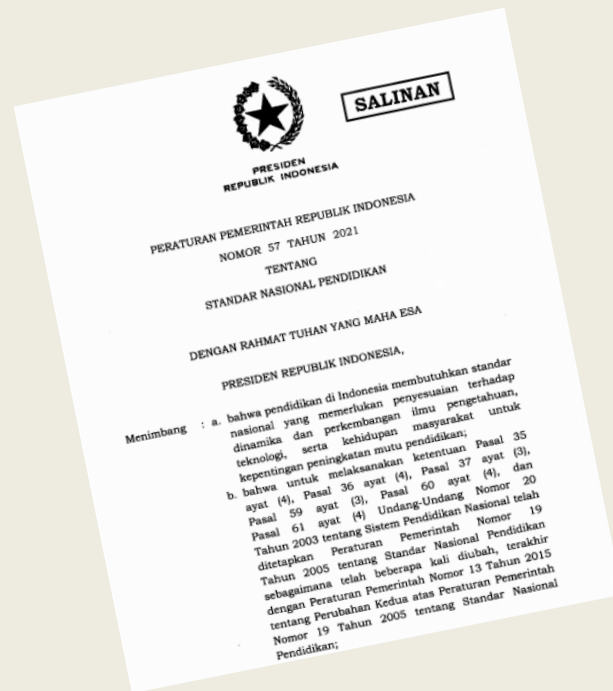 SALINAN
PRESIDEN
REPUBLIK INDONESIA
PERATURAN PEMERINTAH REPUBLIK INDONESIA
NOMOR 57 TAHUN 2021
TENTANG
STANDAR NASIONAL PENDIDIKAN
DENGAN RAHMAT TUHAN YANG MAHA ESA
PRESIDEN REPUBLIK INDONESIA,
Menimbang : a. bahwa pendidikan di Indonesia membutuhkan standar
nasional yang memerlukan penyesuaian terhadap
dinamika dan perkembangan ilmu pengetahuan,
teknologi, serta kehidupan masyarakat untuk
kepentingan peningkatan mutu pendidikan;
b. bahwa untuk melaksanakan ketentuan Pasal 35
ayat (4), Pasal 36 ayat (4), Pasal 37 ayat (3),
Pasal 59 ayat (3), Pasal 60 ayat (4), dan
Pasal 61 ayat (4) Undang-Undang Nomor 20
Tahun 2003 tentang Sistem Pendidikan Nasional telah
ditetapkan Peraturan Pemerintah Nomor 19
Tahun 2005 tentang Standar Nasional Pendidikan
sebagaimana telah beberapa kali diubah, terakhir
dengan Peraturan Pemerintah Nomor 13 Tahun 2015
tentang Perubahan Kedua atas Peraturan Pemerintah
Nomor 19 Tahun 2005 tentang Standar Nasional
Pendidikan;